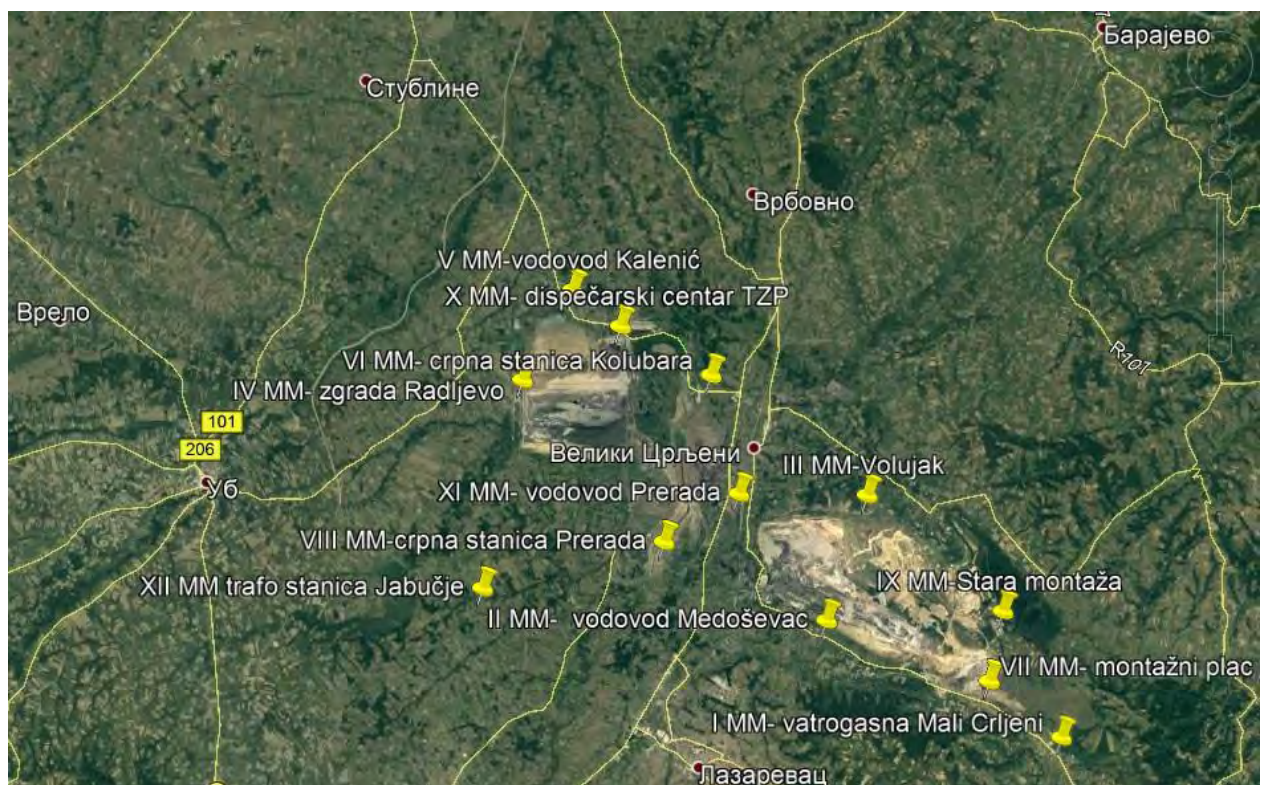 Барајево
Стублине
Врбовно
V MM-vodovod Kalenić
X MM- dispečarski centar TZP
Врело
VI MM- crpna stanica Kolubara
R101
IV MM- zgrada Radljevo
101
206
Велики Црљени
III MM-Volujak
Уб
XI MM- vodovod Prerada
VIII MM-crpna stanica Prerada
XII MM trafo stanica Jabučje
IX MM-Stara montaža
II MM-  vodovod Medoševac
VII MM- montažni plac
I MM- vatrogasna Mali Crljeni
Лазаревац